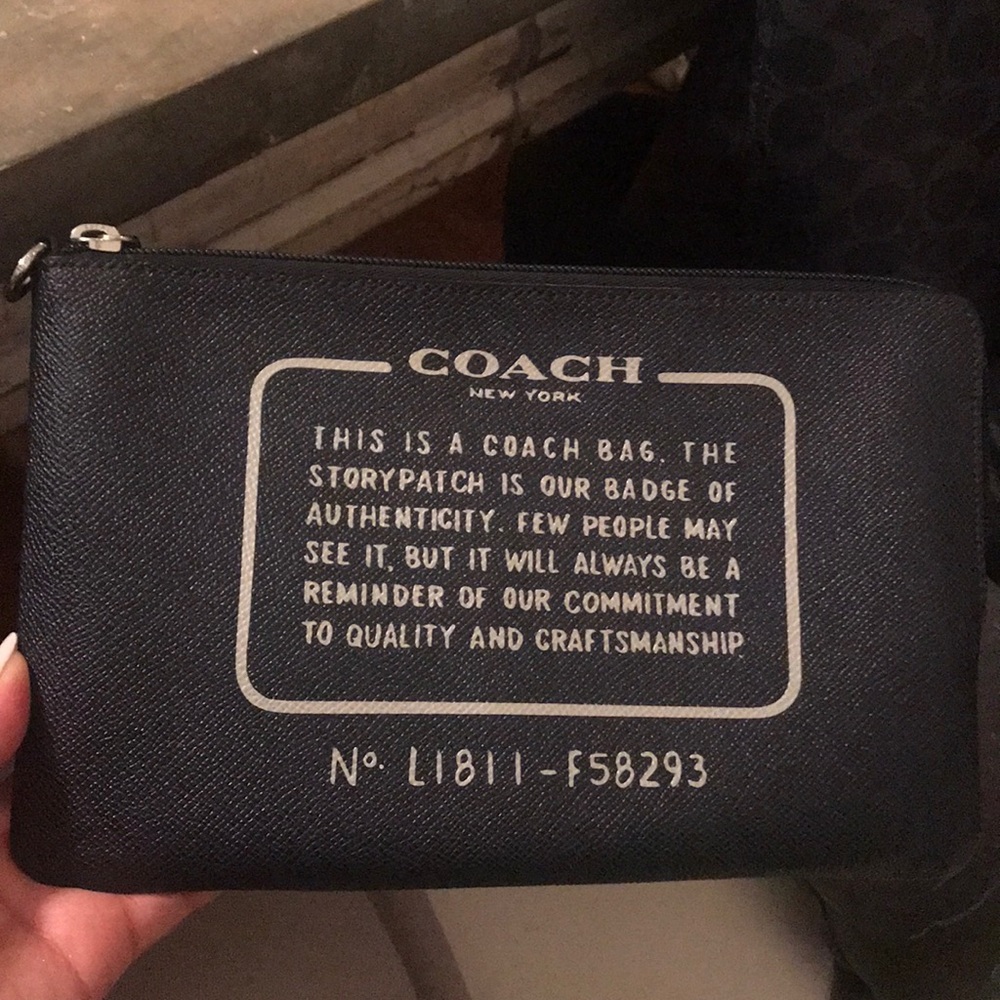 COACH
NEW YORK
THIS IS A COACH BAG. THE
STORYPATCH IS OUR BADGE OF
AUTHENTICITY. FEW PEOPLE MAY
SEE IT, BUT IT WILL ALWAYS BE A
REMINDER OF OUR COMMITMENT
TO QUALITY AND CRAFTSMANSHIP.
Nº. L1811-F58293